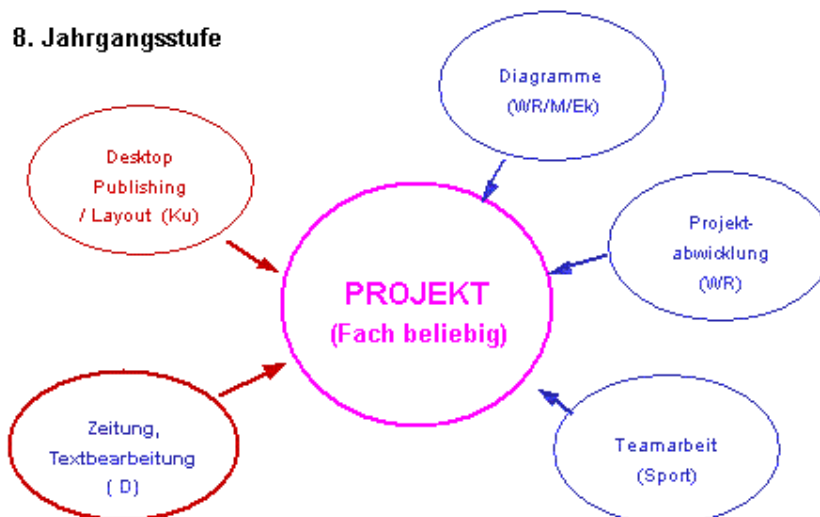 8. Jahrgangsstufe
Diagramme
(WR/M/Ek)
Desktop
Publishing
/ Layout (Ku)
Projekt-
abwicklung
(WR)
PROJEKT
(Fach beliebig)
Zeitung,
Textbearbeitung
( D)
Teamarbeit
(Sport)